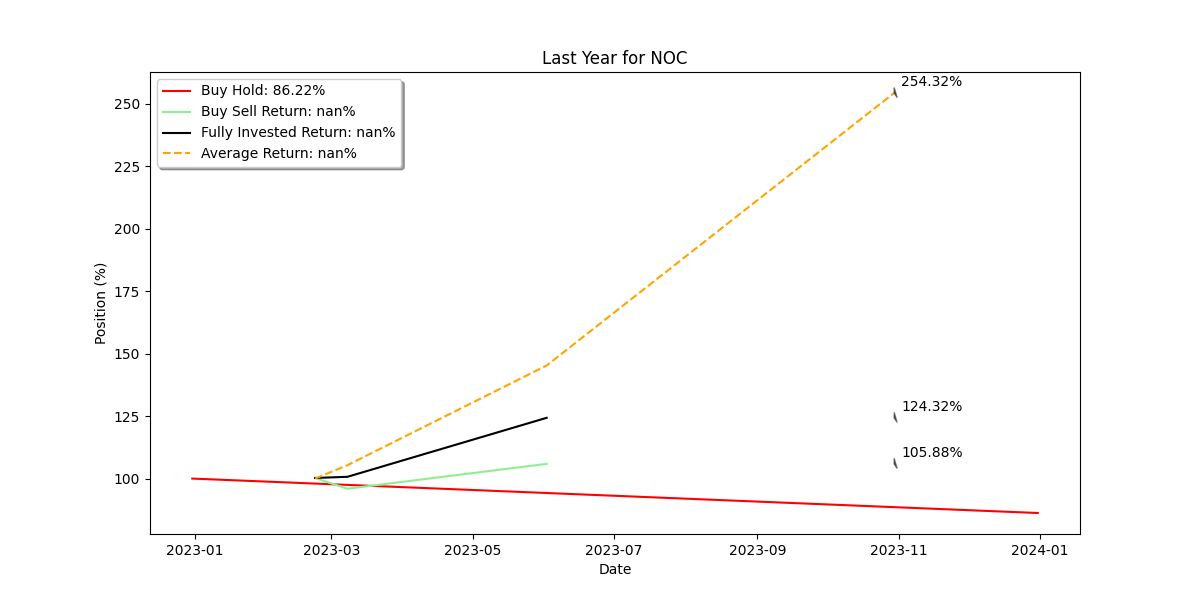 Last Year for NOC
Buy Hold: 86.22%
Buy Sell Return: nan%
Fully Invested Return: nan%
Average Return: nan%
254.32%
124.32%
105.88%
Position (%)
250
225
200
175
150
125
100
2023-01
2023-03
2023-05
2023-07
2023-09
2023-11
2024-01
Date